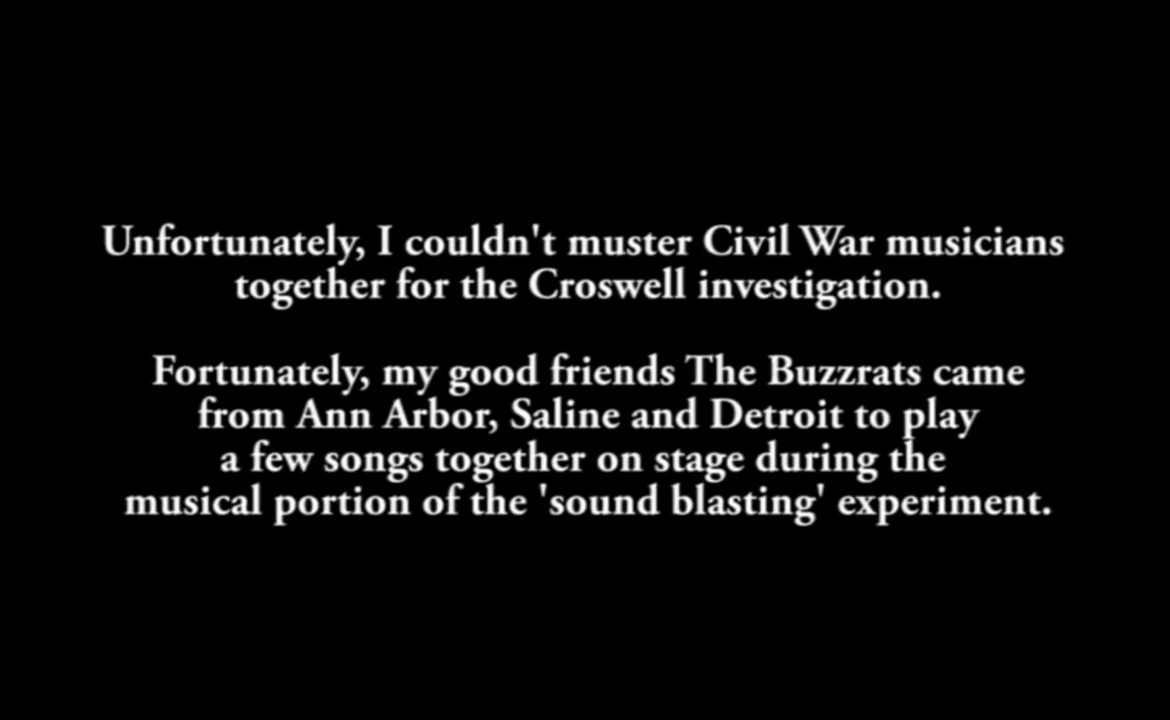 Unfortunately, I couldn't muster Civil War musicians
together for the Croswell investigation.
Fortunately, my good friends The Buzzrats came
from Ann Arbor, Saline and Detroit to play
a few songs together on stage during the
musical portion of the 'sound blasting' experiment.